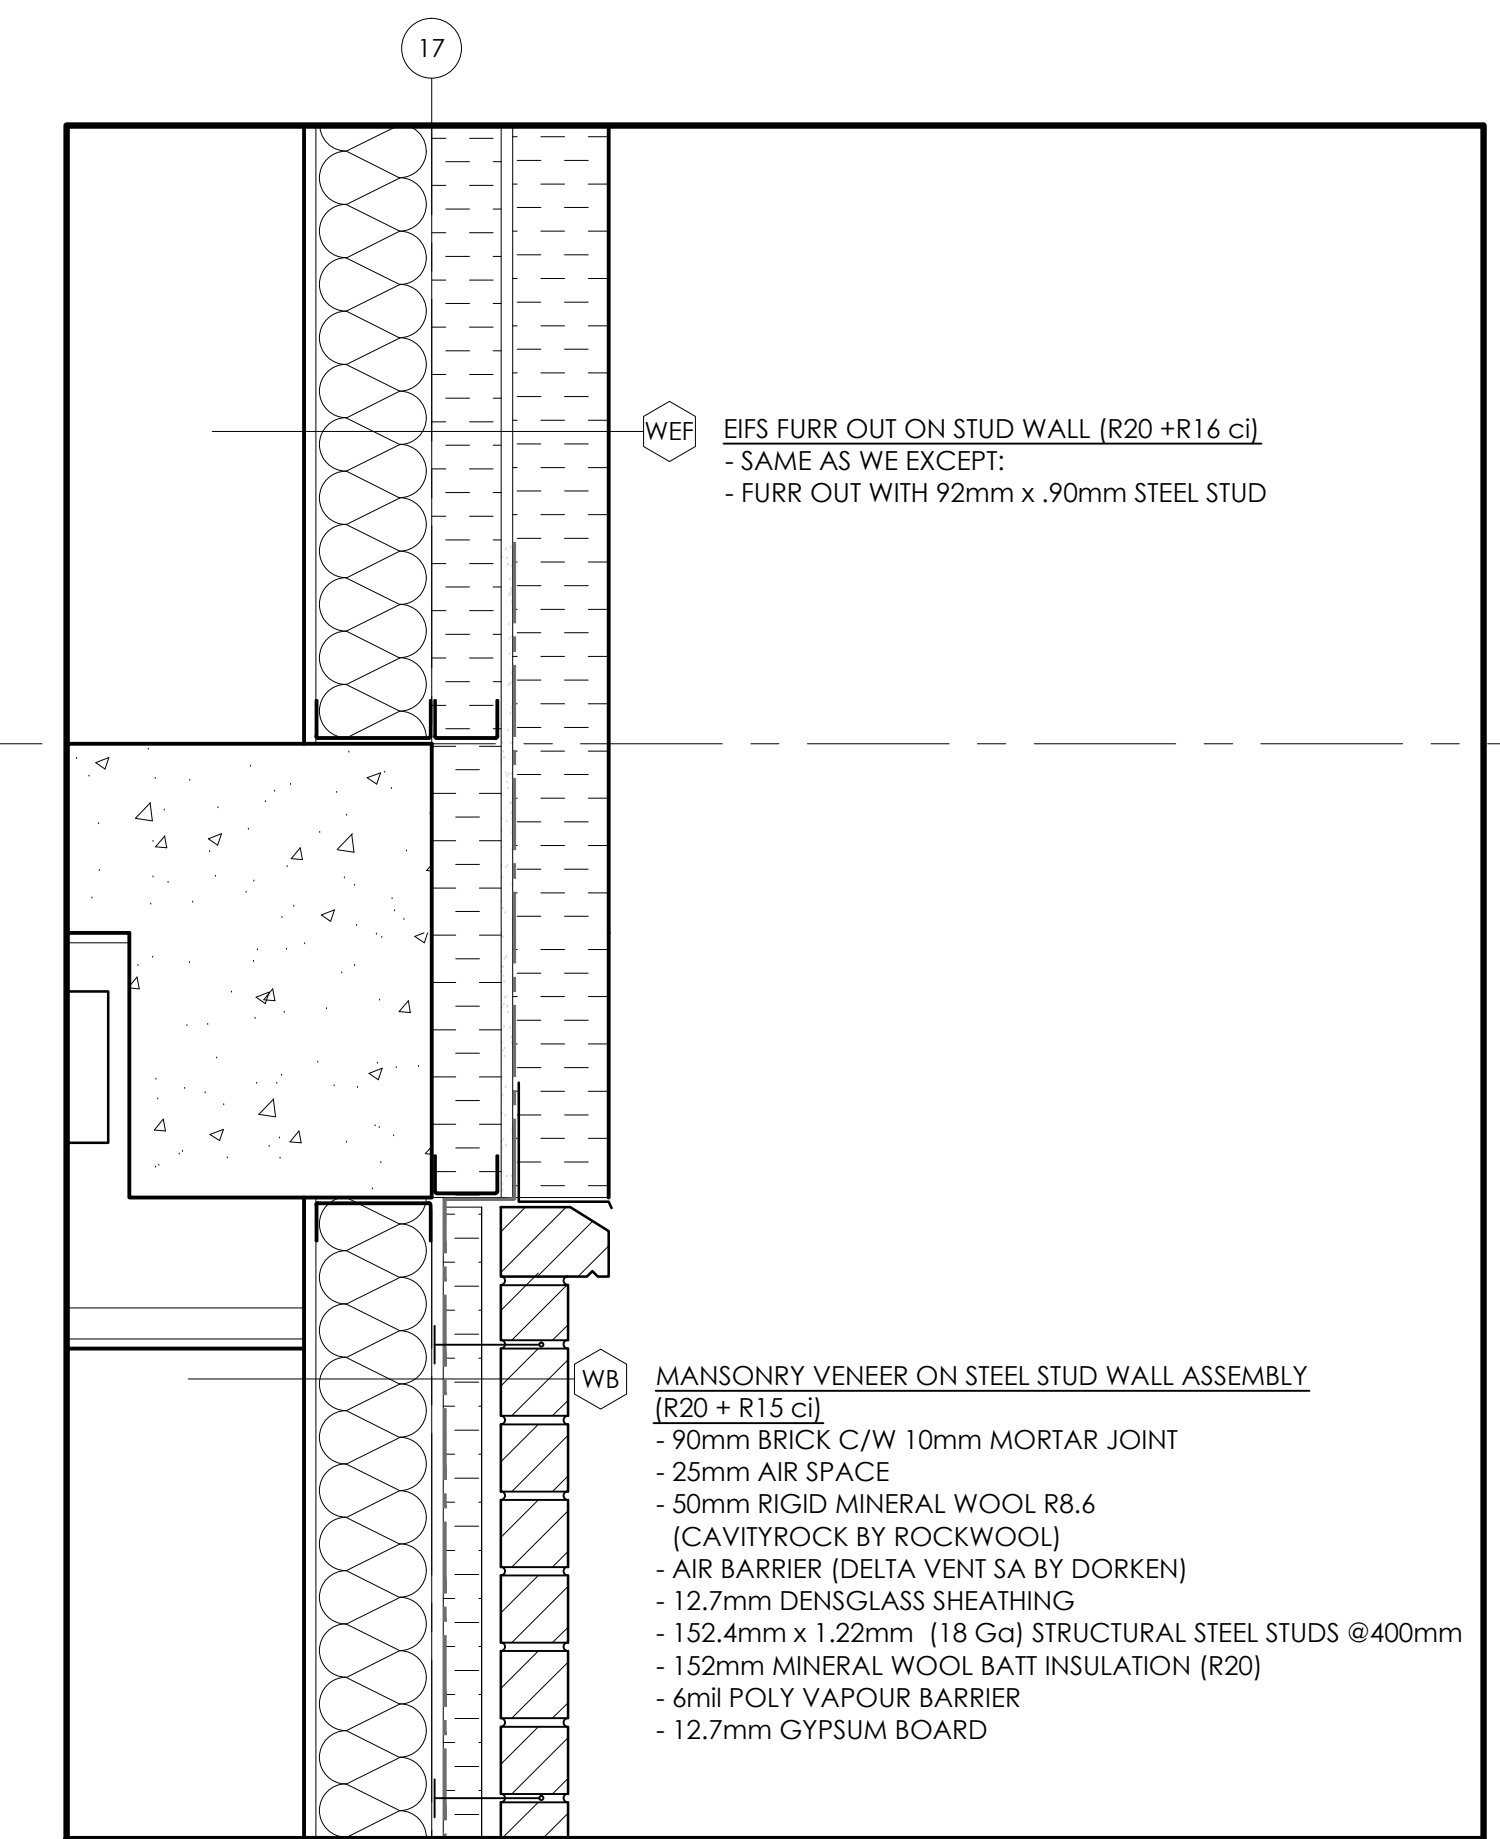 17
WEF
EIFS FURR OUT ON STUD WALL (R20 +R16 ci)
- SAME AS WE EXCEPT:
- FURR OUT WITH 92mm x .90mm STEEL STUD
WB
MANSONRY VENEER ON STEEL STUD WALL ASSEMBLY
(R20 + R15 ci)
- 90mm BRICK C/W 10mm MORTAR JOINT
- 25mm AIR SPACE
- 50mm RIGID MINERAL WOOL R8.6
(CAVITYROCK BY ROCKWOOL)
- AIR BARRIER (DELTA VENT SA BY DORKEN)
- 12.7mm DENSGLASS SHEATHING
- 152.4mm x 1.22mm (18 Ga) STRUCTURAL STEEL STUDS @400mm
- 152mm MINERAL WOOL BATT INSULATION (R20)
- 6mil POLY VAPOUR BARRIER
- 12.7mm GYPSUM BOARD